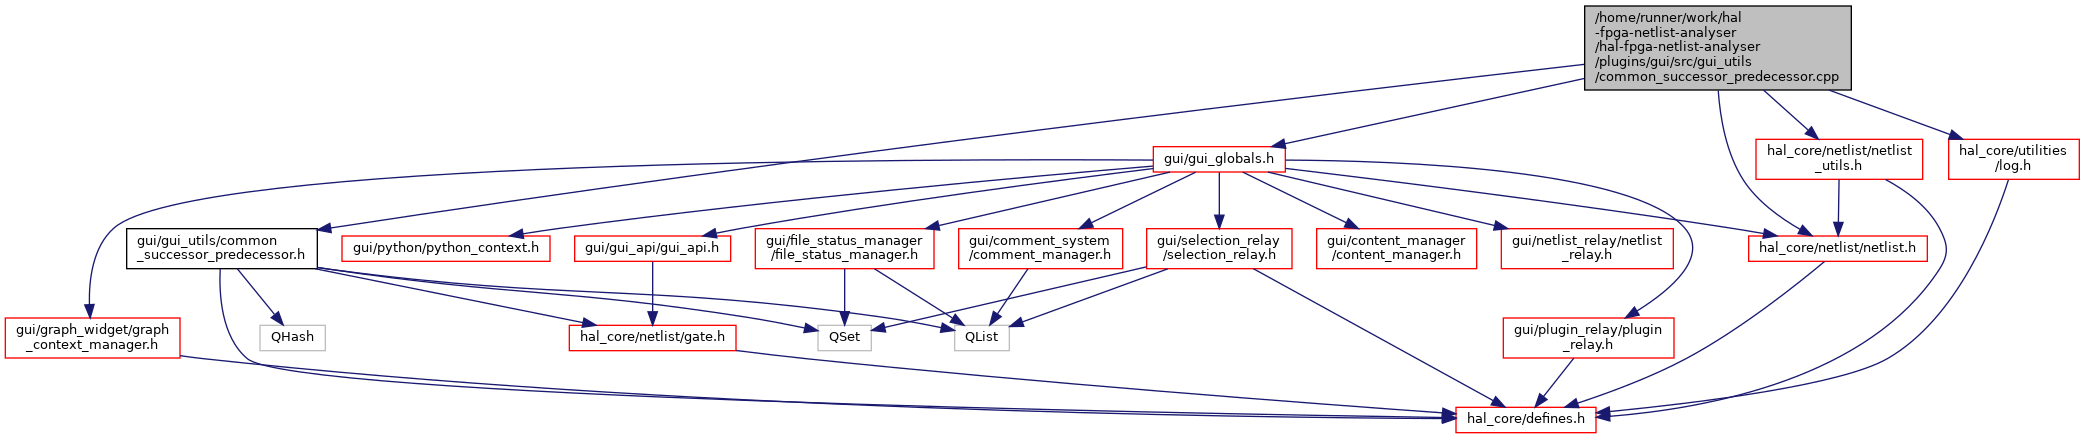 /home/runner/work/hal
-fpga-netlist-analyser
/hal-fpga-netlist-analyser
/plugins/gui/src/gui_utils
/common_successor_predecessor.cpp
gui/gui_globals.h
hal_core/netlist/netlist
_utils.h
hal_core/utilities
/log.h
gui/gui_utils/common
_successor_predecessor.h
gui/python/python_context.h
gui/gui_api/gui_api.h
gui/file_status_manager
/file_status_manager.h
gui/comment_system
/comment_manager.h
gui/selection_relay
/selection_relay.h
gui/content_manager
/content_manager.h
gui/netlist_relay/netlist
_relay.h
hal_core/netlist/netlist.h
gui/graph_widget/graph
_context_manager.h
QHash
hal_core/netlist/gate.h
QSet
QList
gui/plugin_relay/plugin
_relay.h
hal_core/defines.h